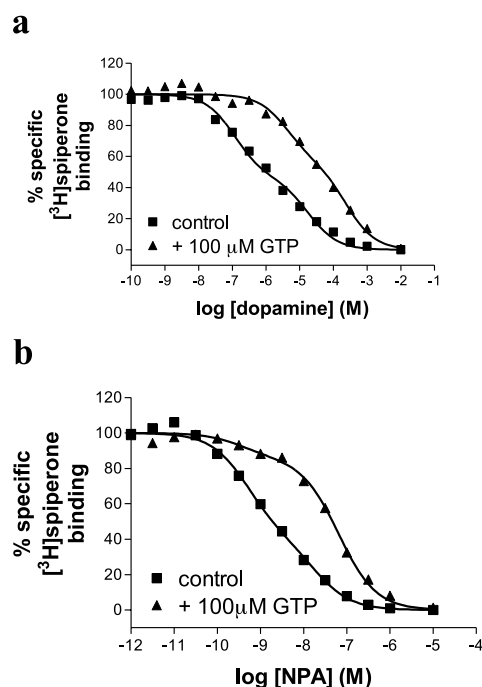 a
% specific
[³H]spiperone
binding
120
100
80
60
40
20
0
control
+ 100 μM GTP
-10 -9 -8 -7 -6 -5 -4 -3 -2 -1
log [dopamine] (M)
b
% specific
[³H]spiperone
binding
120
100
80
60
40
20
0
control
+ 100μM GTP
-12 -11 -10 -9 -8 -7 -6 -5 -4
log [NPA] (M)